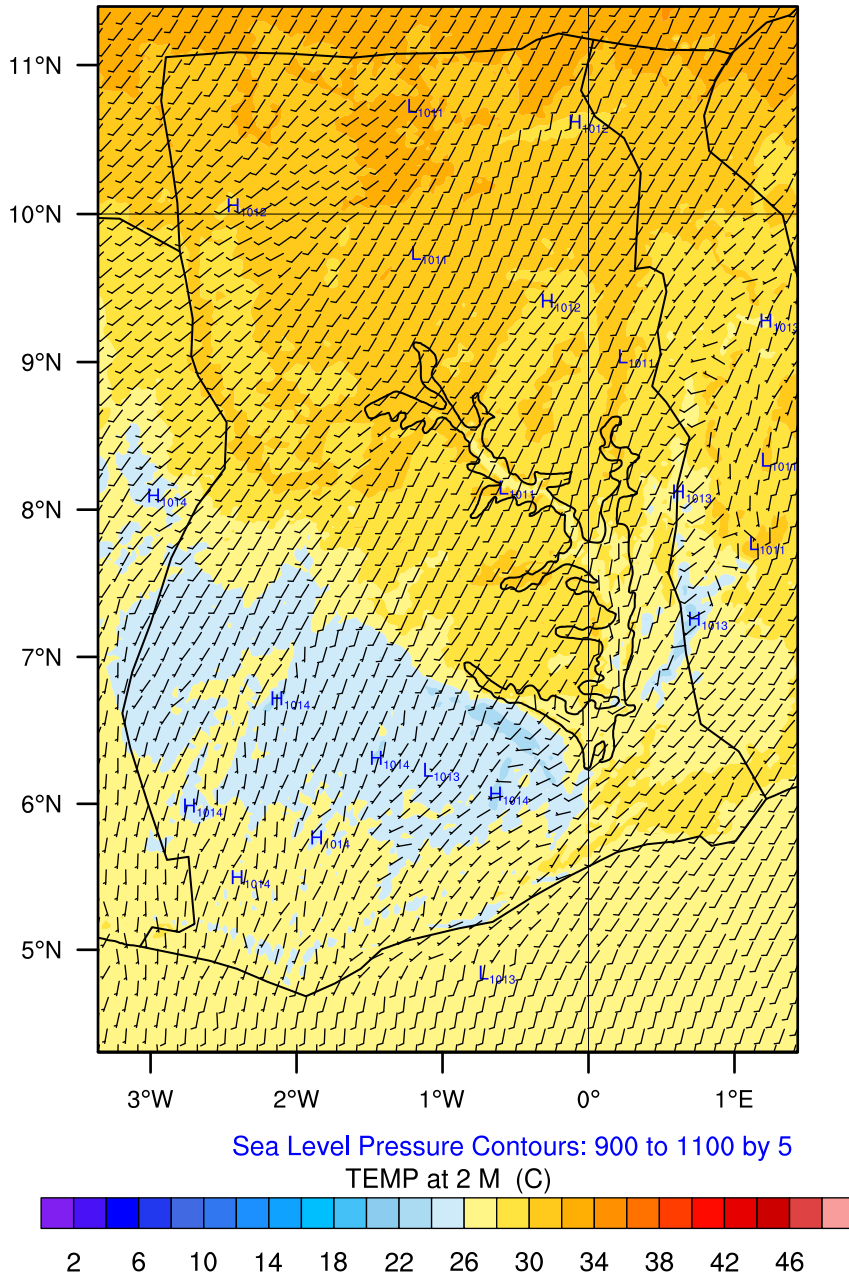 11°N
L1011
H1012
H1012
10°N
L1011
H1012
H1013
9°N
L1011
L1011
8°N
H1014
L1011
H1013
L1011
H1013
7°N
H1014
H1014
L1013
H1014
6°N
H1014
H1014
H1014
5°N
L1013
3°W 2°W 1°W 0° 1°E
Sea Level Pressure Contours: 900 to 1100 by 5
TEMP at 2 M (C)
2 6 10 14 18 22 26 30 34 38 42 46